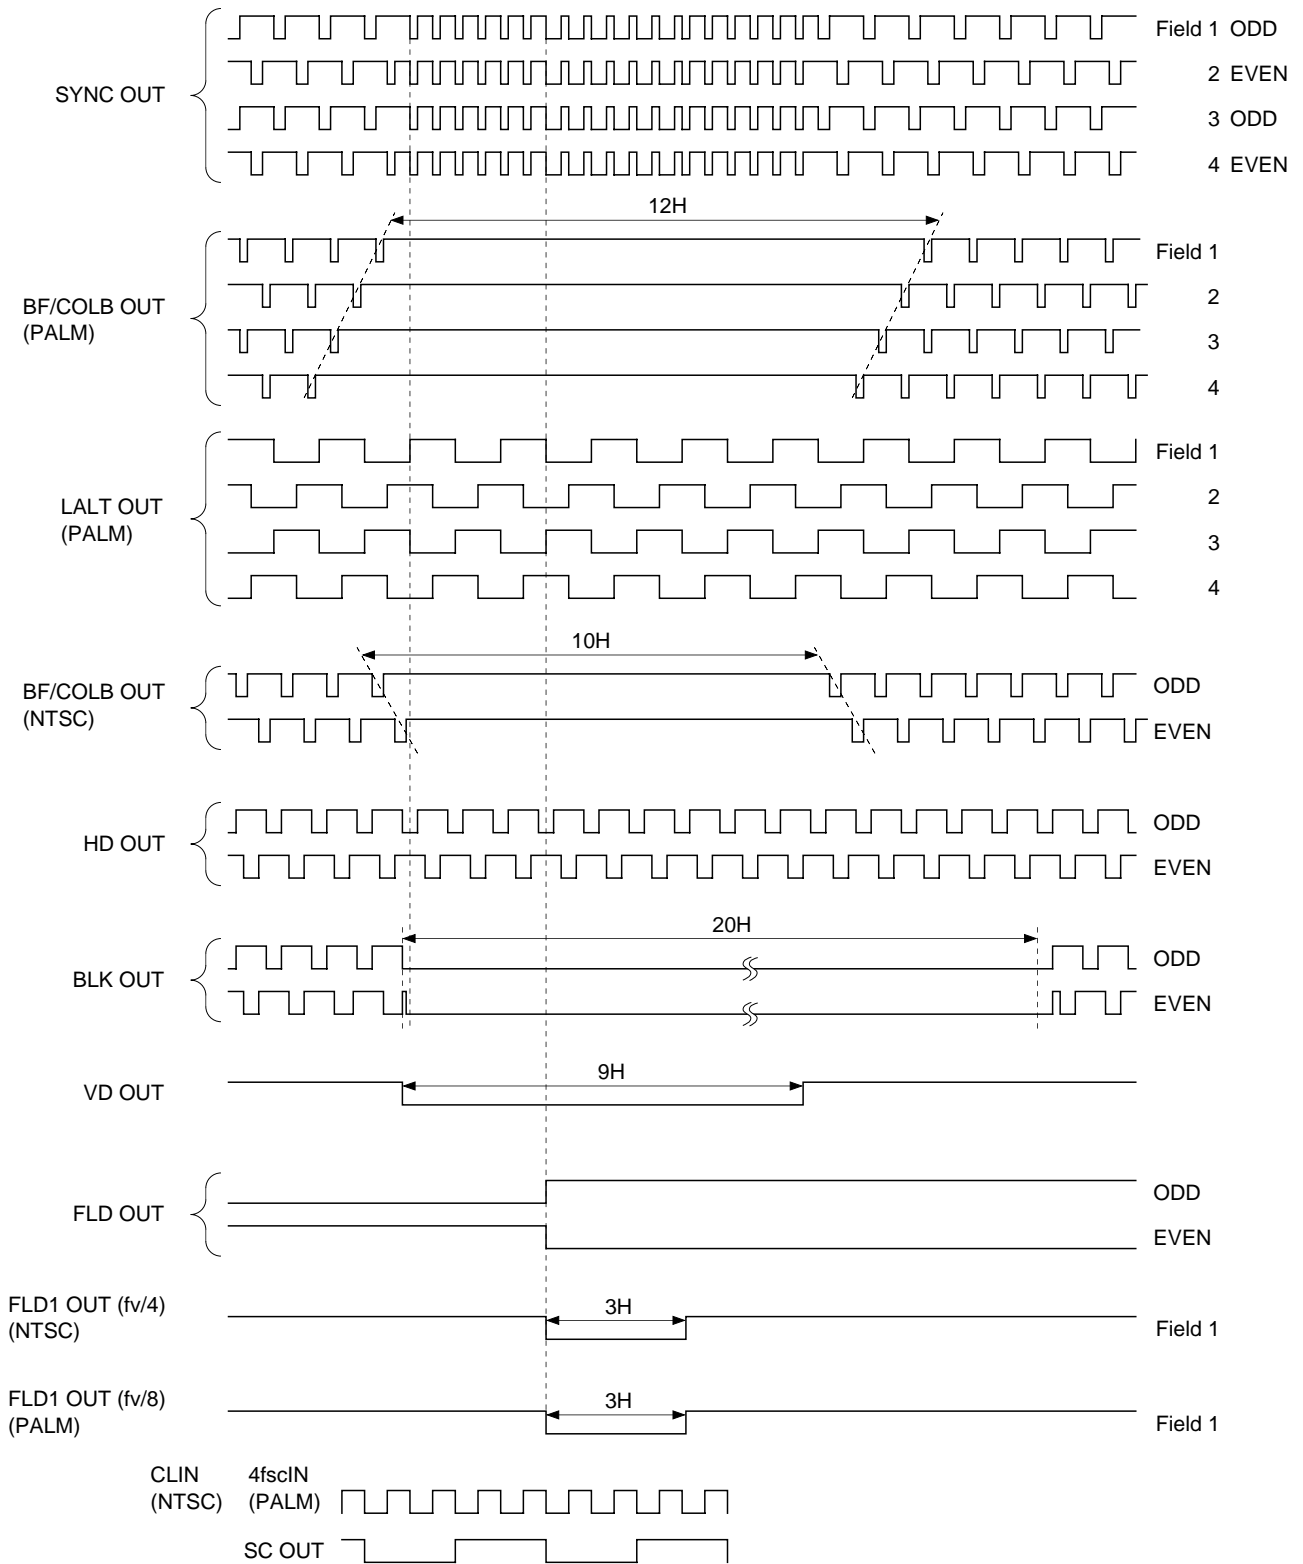 SYNC OUT
Field 1 ODD
2 EVEN
3 ODD
4 EVEN
12H
BF/COLB OUT
(PALM)
Field 1
2
3
4
LALT OUT
(PALM)
Field 1
2
3
4
10H
BF/COLB OUT
(NTSC)
ODD
EVEN
HD OUT
ODD
EVEN
20H
BLK OUT
ODD
EVEN
9H
VD OUT
FLD OUT
ODD
EVEN
FLD1 OUT (fv/4)
(NTSC)
3H
Field 1
FLD1 OUT (fv/8)
(PALM)
3H
Field 1
CLIN 4fscIN
(NTSC) (PALM)
SC OUT